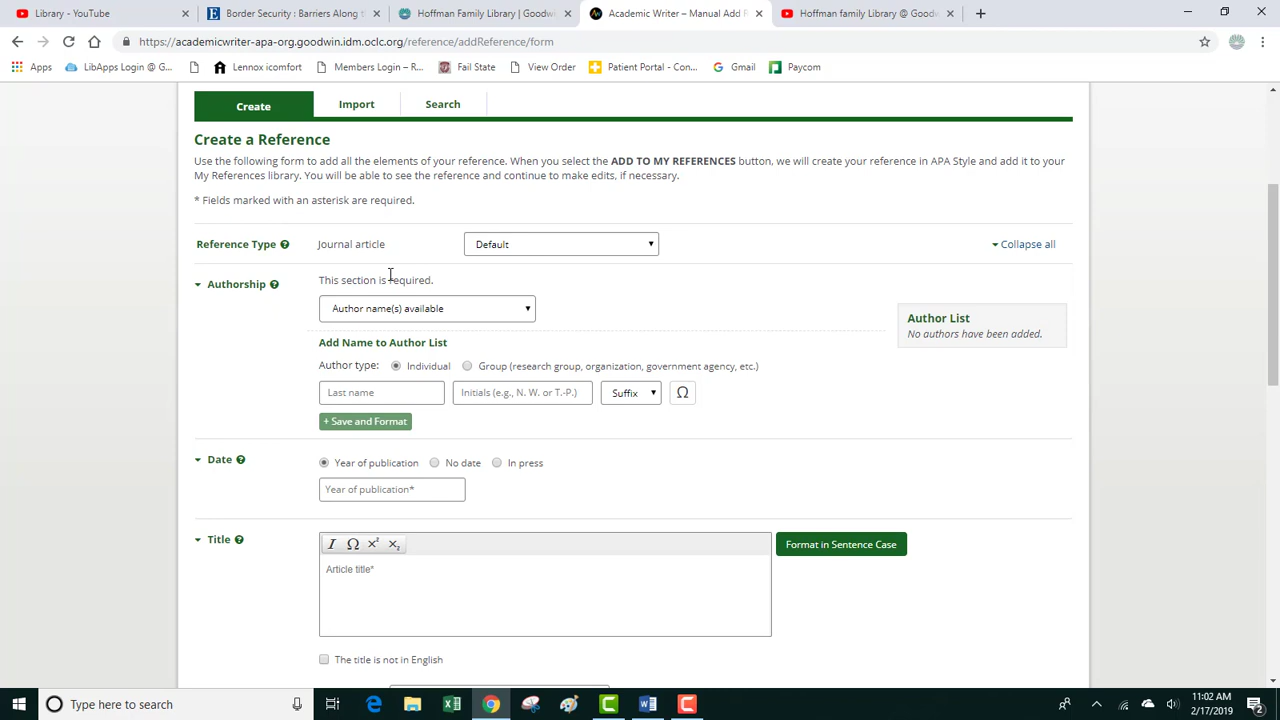 Library - YouTube
Border Security : Barriers Along t
Hoffman Family Library | Goodwi
Academic Writer – Manual Add R
Hoffman family Library @ Goodw
https://academicwriter-apa-org.goodwin.idm.oclc.org/reference/addReference/form
Apps
LibApps Login @ G...
Lennox icomfort
Members Login – R...
Fail State
View Order
Patient Portal - Con...
Gmail
Paycom
Create
Import
Search
Create a Reference
Use the following form to add all the elements of your reference. When you select the ADD TO MY REFERENCES button, we will create your reference in APA Style and add it to your
My References library. You will be able to see the reference and continue to make edits, if necessary.
* Fields marked with an asterisk are required.
Reference Type
Journal article
Default
Collapse all
Authorship
This section is required.
Author name(s) available
Author List
No authors have been added.
Add Name to Author List
Author type:
Individual
Group (research group, organization, government agency, etc.)
Last name
Initials (e.g., N. W. or T.-P.)
Suffix
Ω
+ Save and Format
Date
Year of publication
No date
In press
Year of publication*
Title
I Ω x² x₂
Format in Sentence Case
Article title*
The title is not in English
Type here to search
11:02 AM
2/17/2019
2